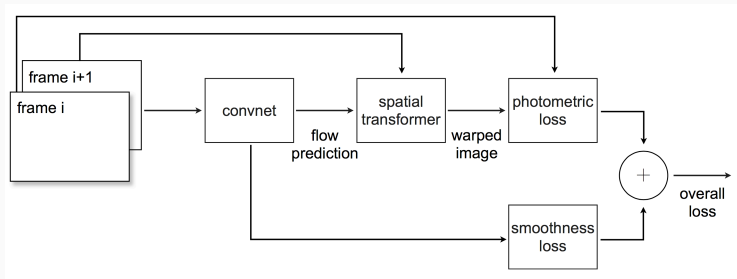 frame i+1
frame i
convnet
flow
prediction
spatial
transformer
warped
image
photometric
loss
smoothness
loss
+
overall
loss